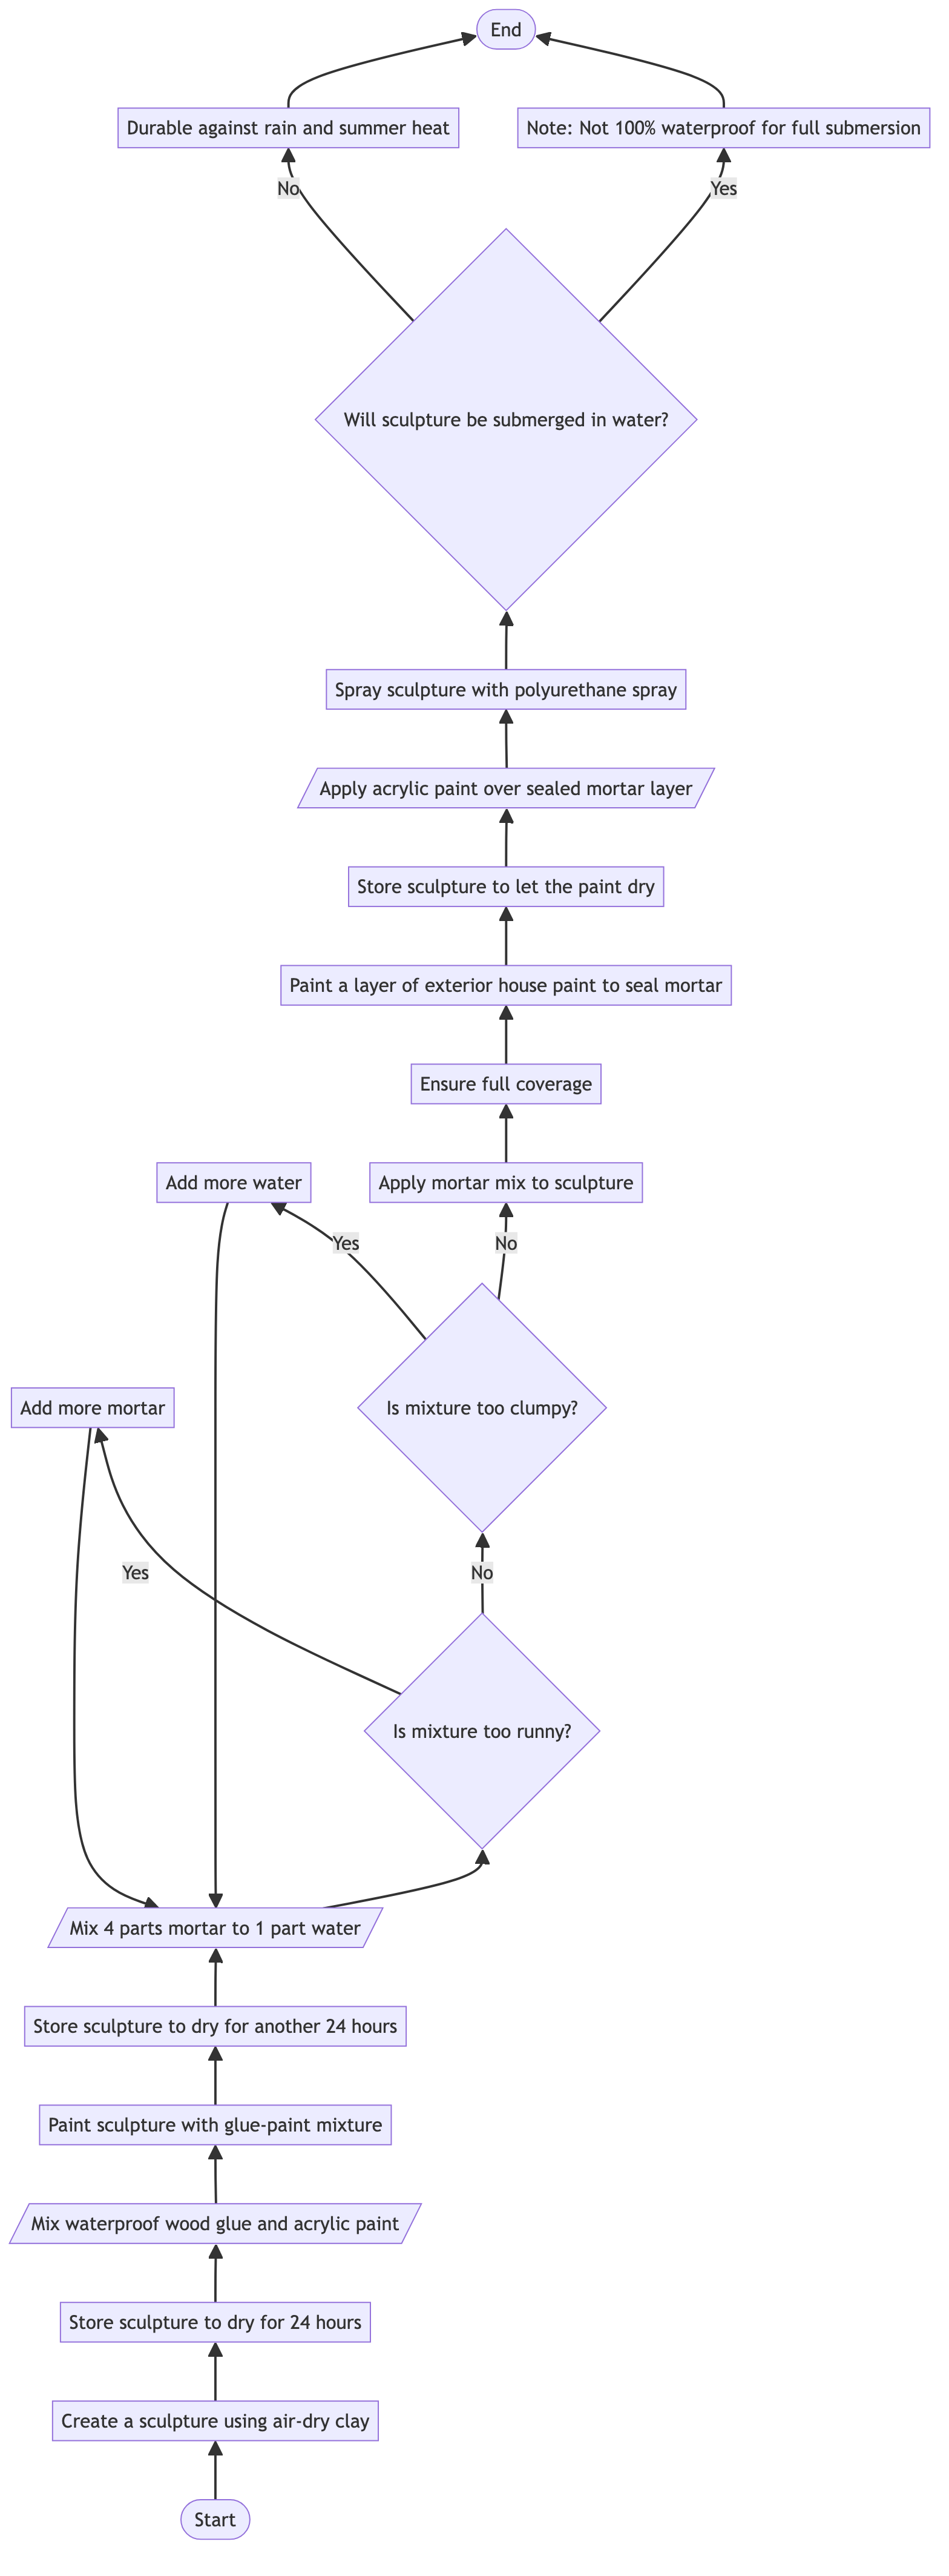 End
Durable against rain and summer heat
Note: Not 100% waterproof for full submersion
No
Yes
Will sculpture be submerged in water?
Spray sculpture with polyurethane spray
Apply acrylic paint over sealed mortar layer
Store sculpture to let the paint dry
Paint a layer of exterior house paint to seal mortar
Ensure full coverage
Add more water
Apply mortar mix to sculpture
Yes
No
Add more mortar
Is mixture too clumpy?
Yes
No
Is mixture too runny?
Mix 4 parts mortar to 1 part water
Store sculpture to dry for another 24 hours
Paint sculpture with glue-paint mixture
Mix waterproof wood glue and acrylic paint
Store sculpture to dry for 24 hours
Create a sculpture using air-dry clay
Start